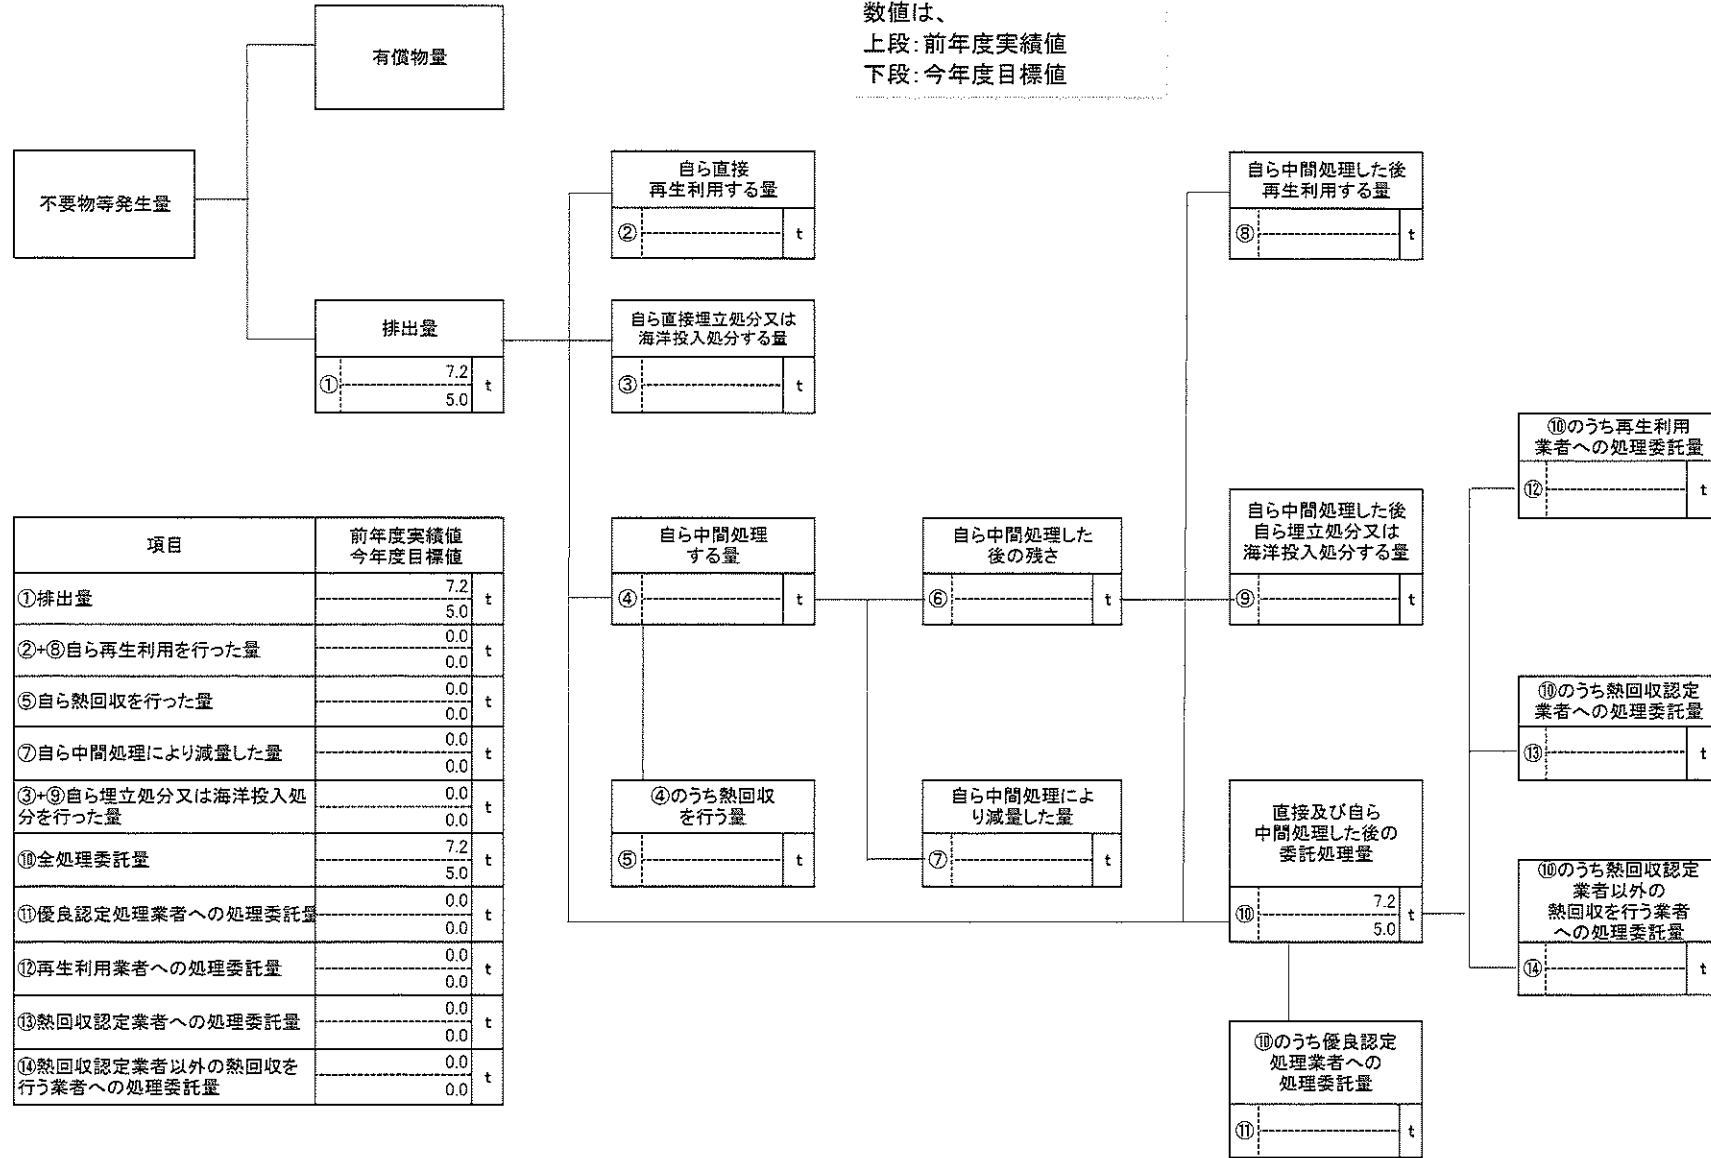 数値は、
上段:前年度実績値
下段:今年度目標値
有償物量
不要物等発生量
排出量
① 7.2 t
5.0
自ら直接
再生利用する量
② t
自ら直接埋立処分又は
海洋投入処分する量
③ t
自ら中間処理した後
再生利用する量
⑧ t
自ら中間処理
する量
④ t
自ら中間処理した
後の残さ
⑥ t
自ら中間処理した後
自ら埋立処分又は
海洋投入処分する量
⑨ t
⑩のうち再生利用
業者への処理委託量
⑫ t
⑩のうち熱回収認定
業者への処理委託量
⑬ t
④のうち熱回収
を行う量
⑤ t
自ら中間処理によ
り減量した量
⑦ t
直接及び自ら
中間処理した後の
委託処理量
⑩ 7.2 t
5.0
⑩のうち熱回収認定
業者以外の
熱回収を行う業者
への処理委託量
⑭ t
⑩のうち優良認定
処理業者への
処理委託量
⑪ t
項目 前年度実績値
今年度目標値
①排出量 7.2 t
5.0
②+⑧自ら再生利用を行った量 0.0 t
0.0
⑤自ら熱回収を行った量 0.0 t
0.0
⑦自ら中間処理により減量した量 0.0 t
0.0
③+⑨自ら埋立処分又は海洋投入処 0.0 t
分を行った量 0.0
⑩全処理委託量 7.2 t
5.0
⑪優良認定処理業者への処理委託量 0.0 t
0.0
⑫再生利用業者への処理委託量 0.0 t
0.0
⑬熱回収認定業者への処理委託量 0.0 t
0.0
⑭熱回収認定業者以外の熱回収を 0.0 t
行う業者への処理委託量 0.0